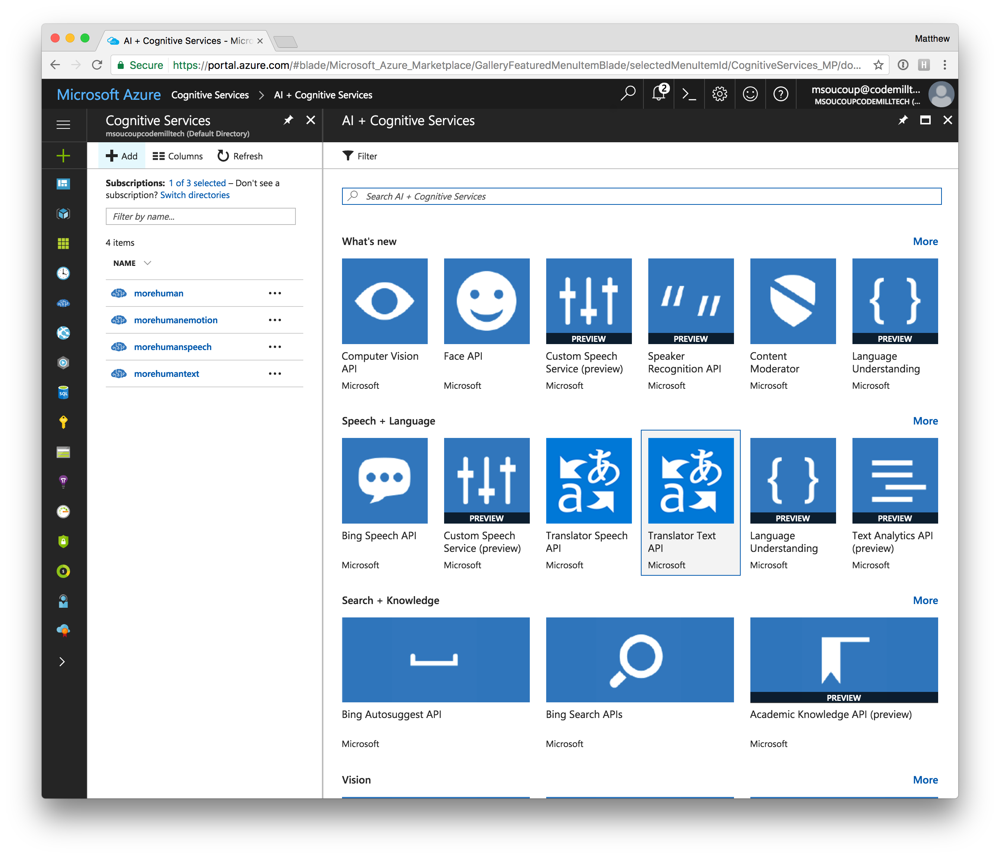 AI + Cognitive Services - Micro
Matthew
Secure
https://portal.azure.com/#blade/Microsoft_Azure_Marketplace/GalleryFeaturedMenuItemBlade/selectedMenuItemId/CognitiveServices_MP/do...
H
Microsoft Azure
Cognitive Services > AI + Cognitive Services
2
msoucoup@codemillt...
MSOUCOUPCODEMILLTECH (...
Cognitive Services
msoucoupcodemilltech (Default Directory)
Add
Columns
Refresh
Subscriptions: 1 of 3 selected – Don't see a
subscription? Switch directories
Filter by name...
4 items
NAME
morehuman
morehumanemotion
morehumanspeech
morehumantext
SQL
AI + Cognitive Services
Filter
Search AI + Cognitive Services
What's new
More
PREVIEW
PREVIEW
PREVIEW
Computer Vision
API
Microsoft
Face API
Microsoft
Custom Speech
Service (preview)
Microsoft
Speaker
Recognition API
Microsoft
Content
Moderator
Microsoft
Language
Understanding
Microsoft
Speech + Language
More
あ
a
あ
a
PREVIEW
PREVIEW
PREVIEW
Bing Speech API
Microsoft
Custom Speech
Service (preview)
Microsoft
Translator Speech
API
Microsoft
Translator Text
API
Microsoft
Language
Understanding
Microsoft
Text Analytics API
(preview)
Microsoft
Search + Knowledge
More
PREVIEW
Bing Autosuggest API
Microsoft
Bing Search APIs
Microsoft
Academic Knowledge API (preview)
Microsoft
Vision
More